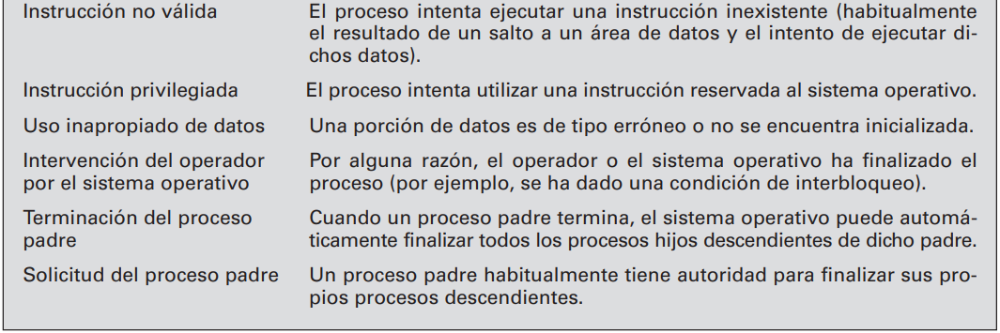 Instrucción no válida El proceso intenta ejecutar una instrucción inexistente (habitualmente
el resultado de un salto a un área de datos y el intento de ejecutar di-
chos datos).
Instrucción privilegiada El proceso intenta utilizar una instrucción reservada al sistema operativo.
Uso inapropiado de datos Una porción de datos es de tipo erróneo o no se encuentra inicializada.
Intervención del operador Por alguna razón, el operador o el sistema operativo ha finalizado el
por el sistema operativo proceso (por ejemplo, se ha dado una condición de interbloqueo).
Terminación del proceso Cuando un proceso padre termina, el sistema operativo puede automá-
padre ticamente finalizar todos los procesos hijos descendientes de dicho padre.
Solicitud del proceso padre Un proceso padre habitualmente tiene autoridad para finalizar sus pro-
pios procesos descendientes.